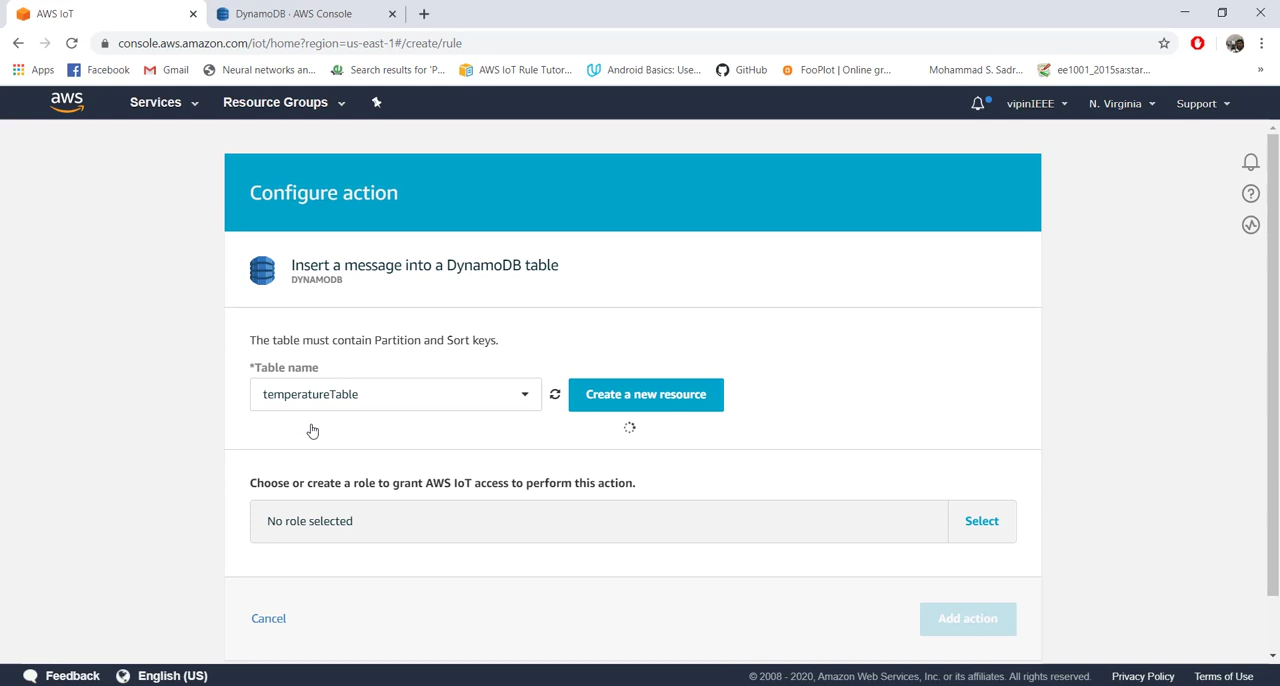 AWS IoT
DynamoDB · AWS Console
console.aws.amazon.com/iot/home?region=us-east-1#/create/rule
Apps Facebook Gmail Neural networks an... Search results for 'P... AWS IoT Rule Tutor... Android Basics: Use... GitHub FooPlot | Online gr... Mohammad S. Sadr... ee1001_2015sa:star... »
aws Services Resource Groups vipinIEEE N. Virginia Support
Configure action
Insert a message into a DynamoDB table
DYNAMODB
The table must contain Partition and Sort keys.
*Table name
temperatureTable Create a new resource
Choose or create a role to grant AWS IoT access to perform this action.
No role selected Select
Cancel Add action
Feedback English (US) © 2008 - 2020, Amazon Web Services, Inc. or its affiliates. All rights reserved. Privacy Policy Terms of Use